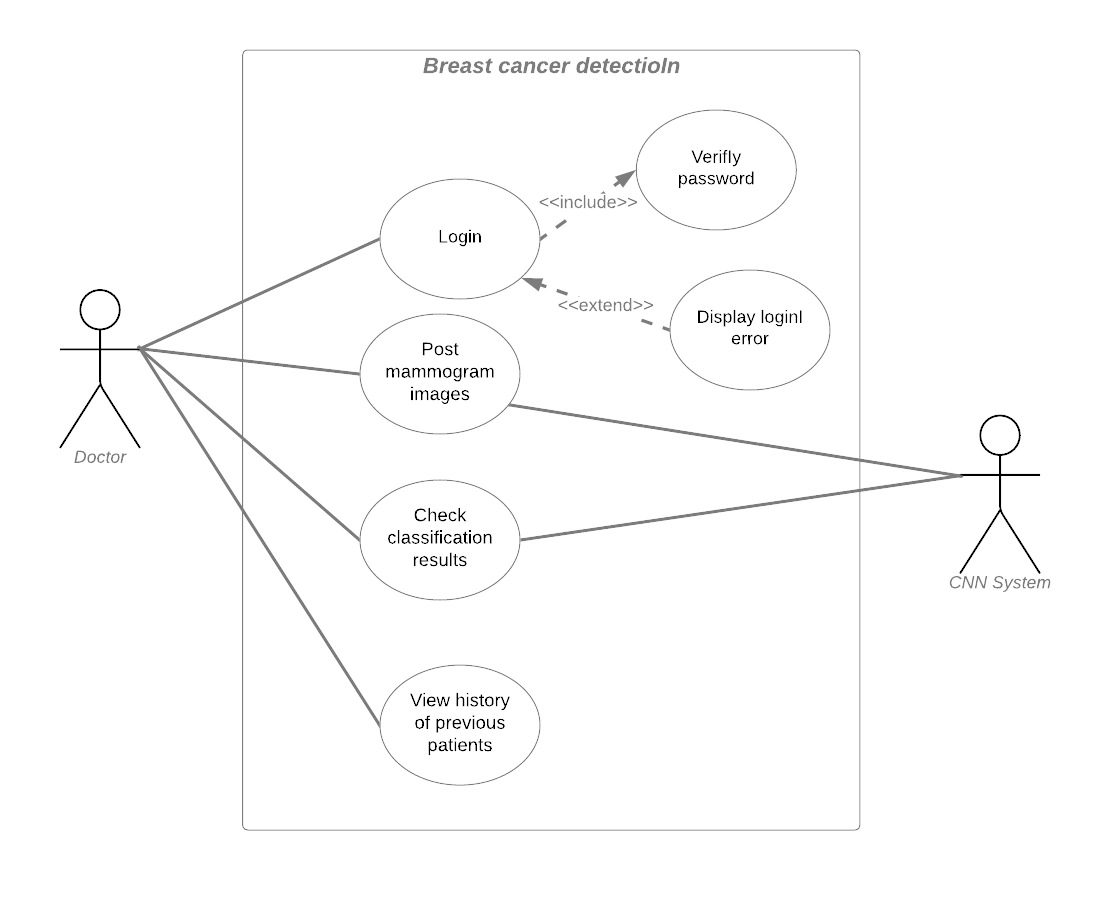 Breast cancer detectioIn
Verifly
password
<<include>>
Login
<<extend>>
Display loginl
error
Post
mammogram
images
Doctor
Check
classification
results
CNN System
View history
of previous
patients